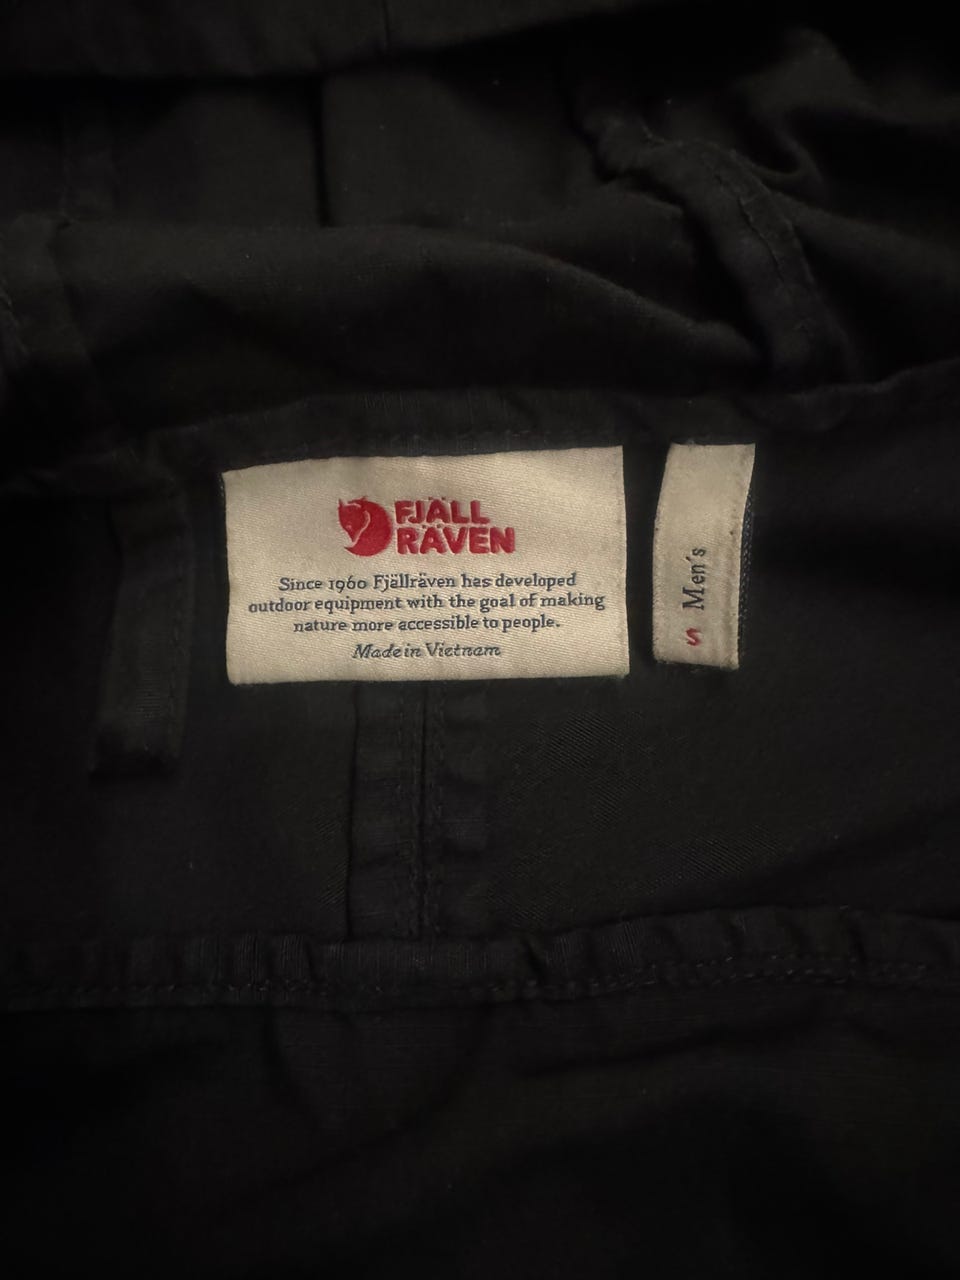 FJÄLL
RÄVEN
Since 1960 Fjällräven has developed
outdoor equipment with the goal of making
nature more accessible to people.
Made in Vietnam
S Men's